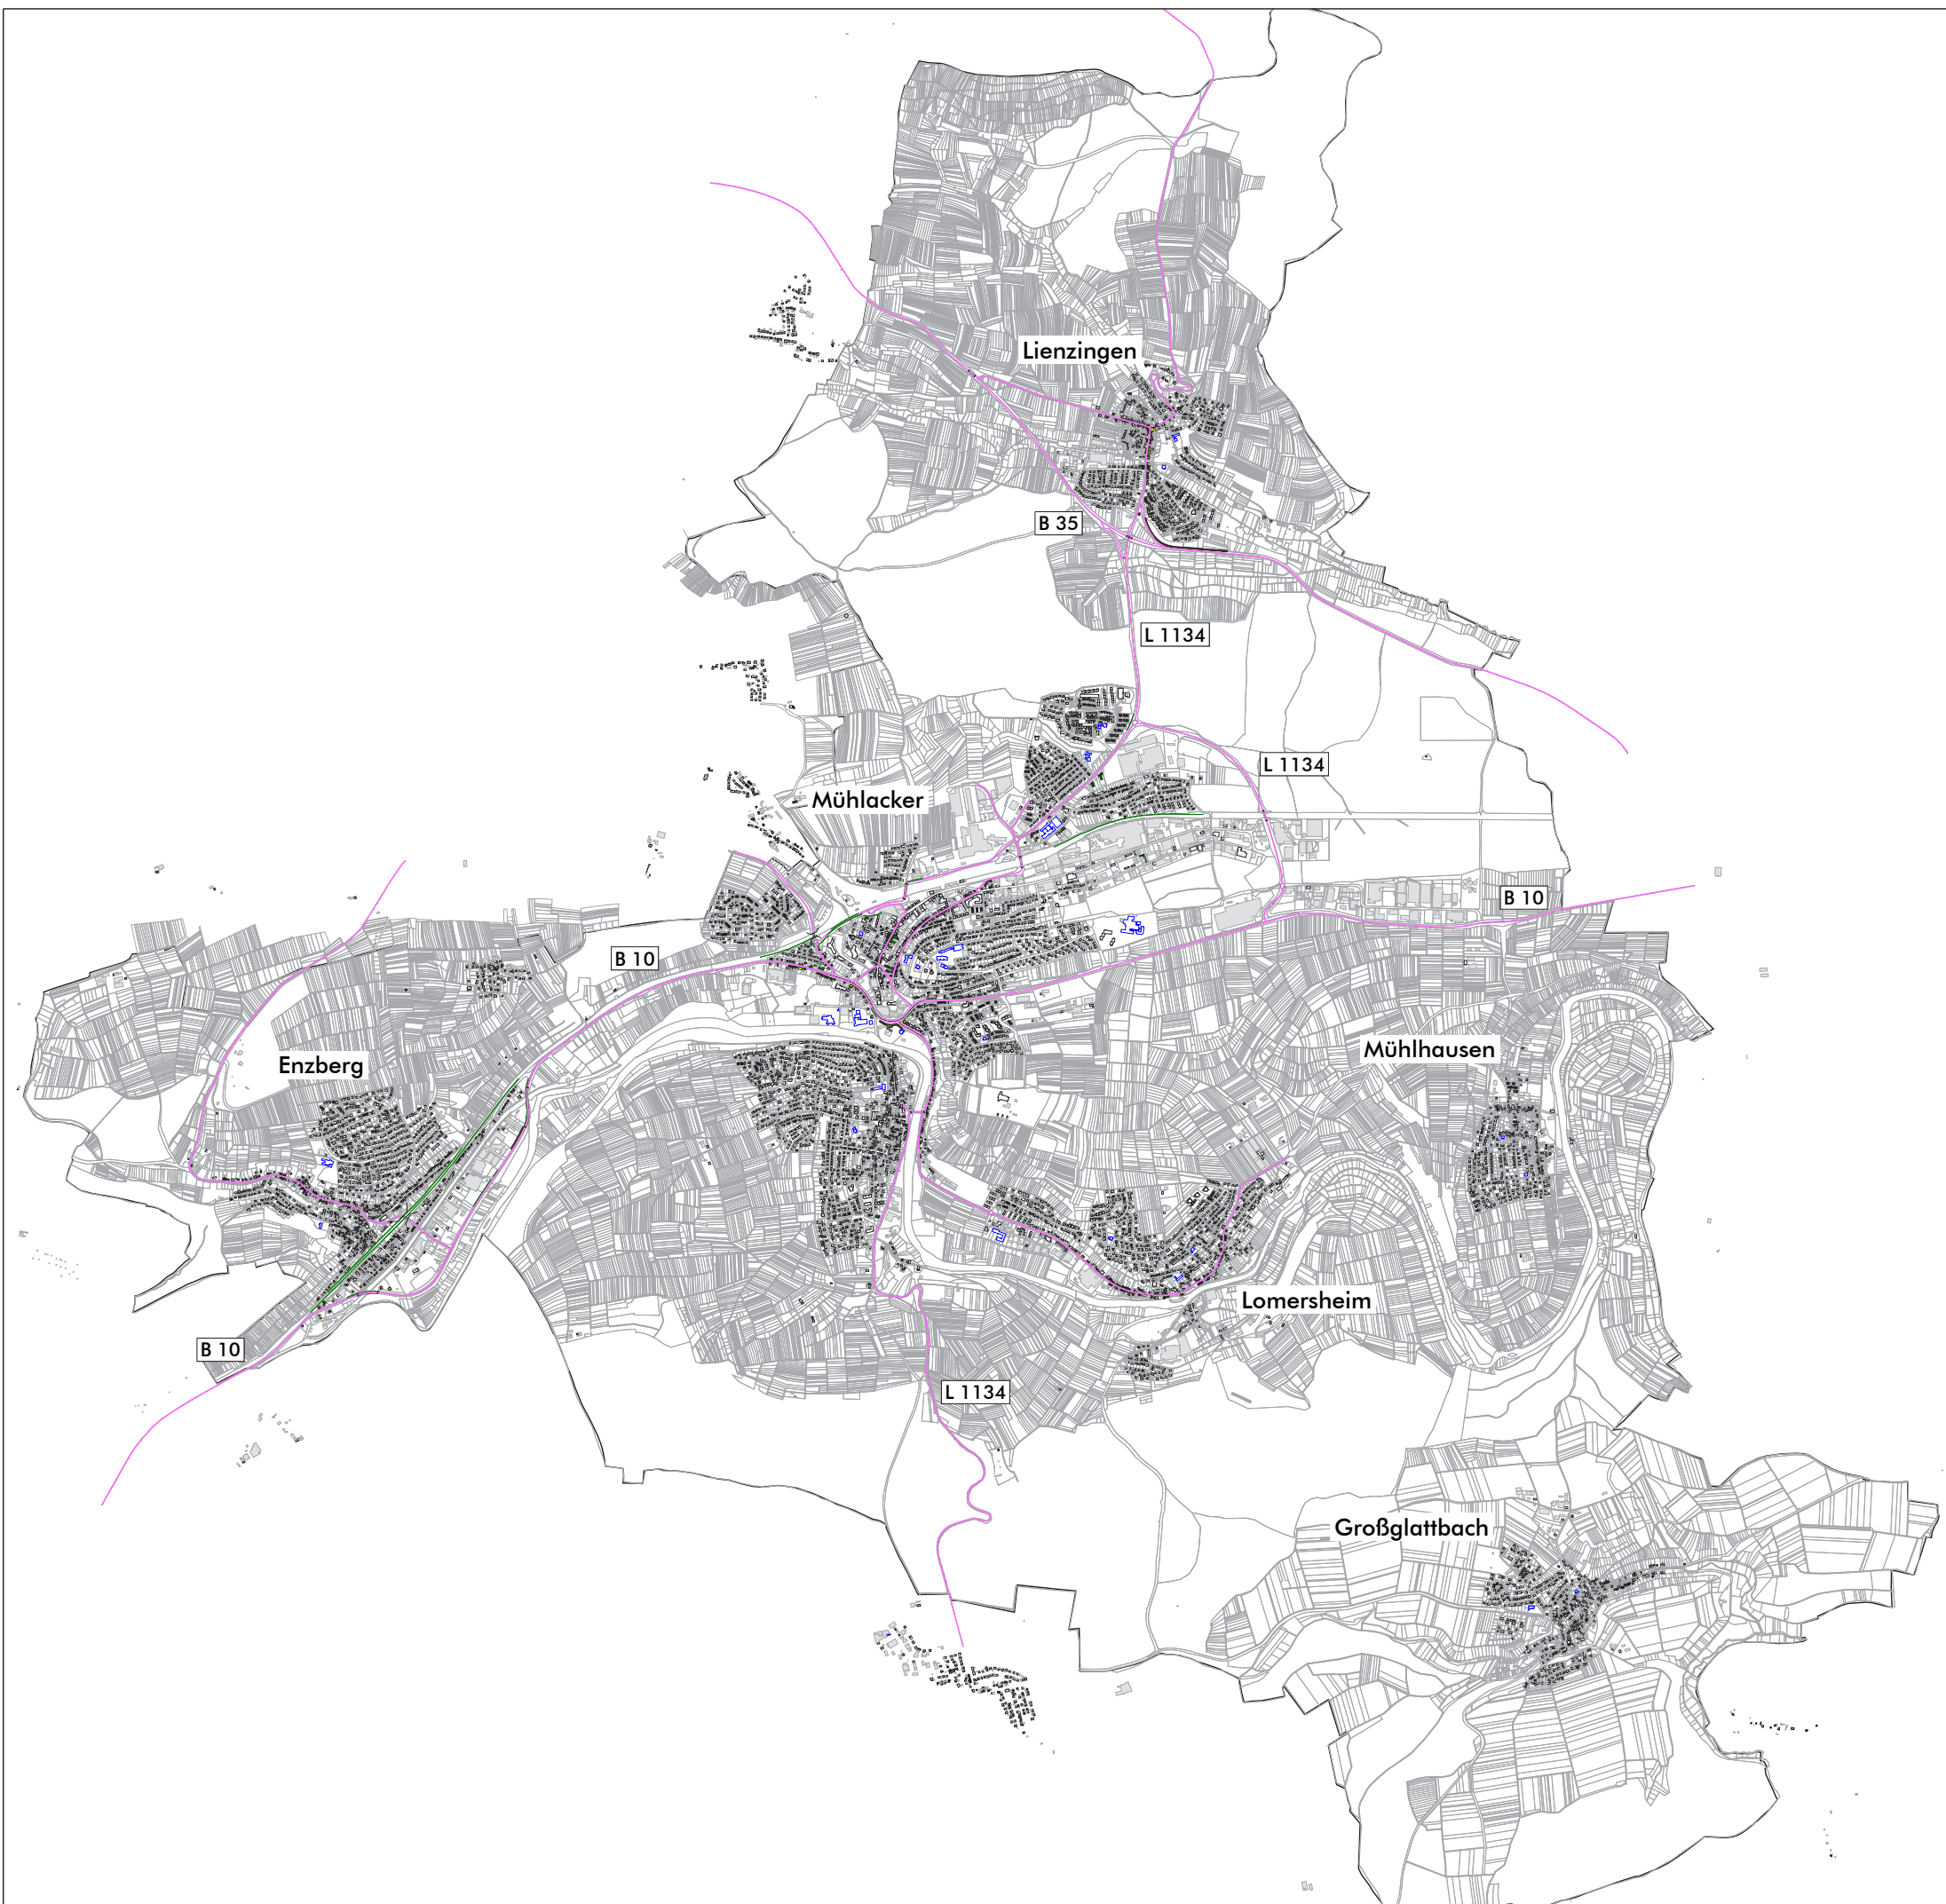 Lienzingen
B 35
L 1134
L 1134
Mühlacker
B 10
B 10
Mühlhausen
Enzberg
Lomersheim
B 10
L 1134
Großglattbach